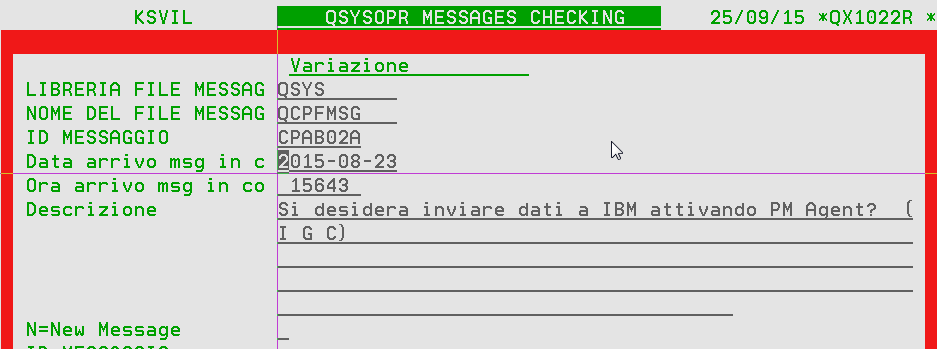 KSVIL QSYSOPR MESSAGES CHECKING 25/09/15 *QX1022R *
Variazione
LIBRERIA FILE MESSAG QSYS
NOME DEL FILE MESSAG QCPFMSG
ID MESSAGGIO CPAB02A
Data arrivo msg in c 2015-08-23
Ora arrivo msg in co 15643
Descrizione Si desidera inviare dati a IBM attivando PM Agent? (
I G C)
N=New Message
ID MESSAGGIO